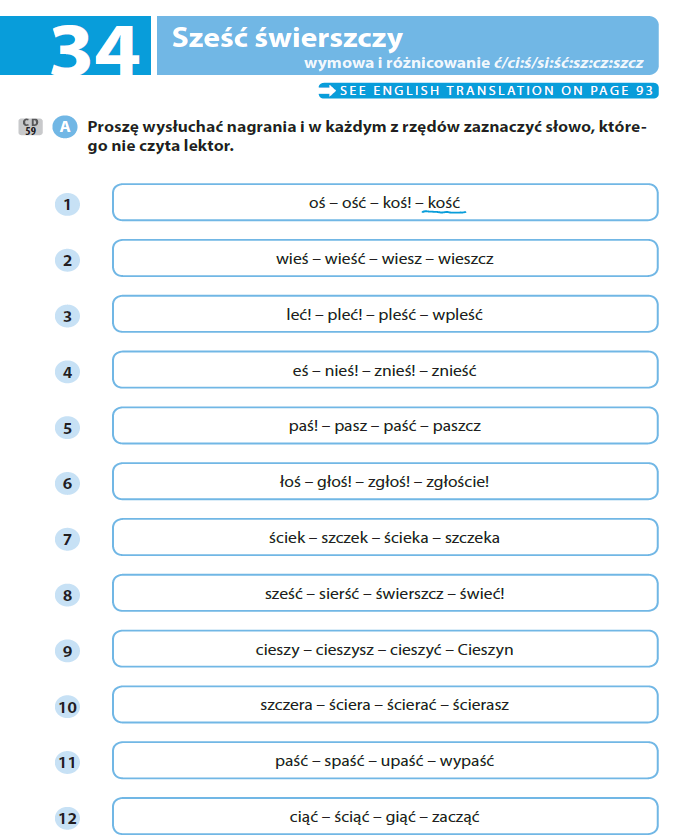 34
Sześć świerszczy
wymowa i różnicowanie ć/ci:ś/si:ść:sz:cz:szcz
SEE ENGLISH TRANSLATION ON PAGE 93
CD
59
A
Proszę wysłuchać nagrania i w każdym z rzędów zaznaczyć słowo, które-
go nie czyta lektor.
1 oś – ość – koś! – kość
2 wieś – wieść – wiesz – wieszcz
3 leć! – pleć! – pleść – wpleść
4 eś – nieś! – znieś! – znieść
5 paś! – pasz – paść – paszcz
6 łoś – głoś! – zgłoś! – zgłoście!
7 ściek – szczek – ścieka – szczeka
8 sześć – sierść – świerszcz – świeć!
9 cieszy – cieszysz – cieszyć – Cieszyn
10 szczera – ściera – ścierać – ścierasz
11 paść – spaść – upaść – wypaść
12 ciąć – ściąć – giąć – zacząć